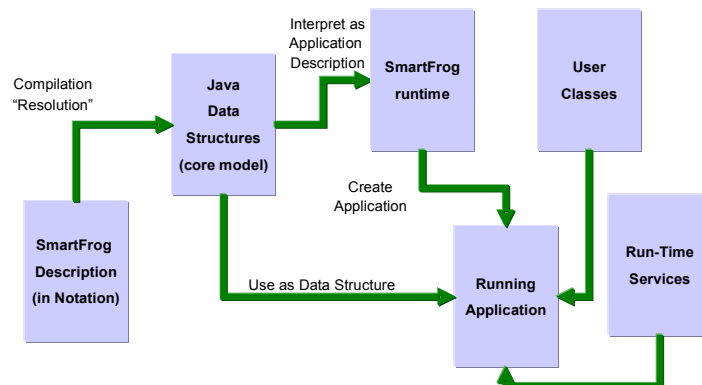 Compilation
“Resolution”
SmartFrog
Description
(in Notation)
Java
Data
Structures
(core model)
Interpret as
Application
Description
SmartFrog
runtime
Create
Application
Use as Data Structure
User
Classes
Running
Application
Run-Time
Services